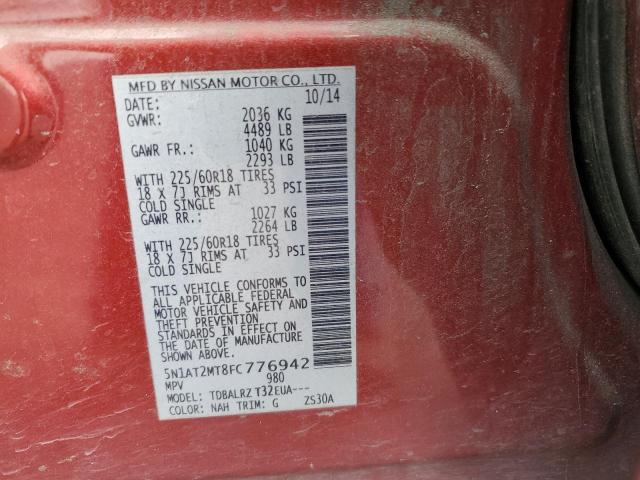 MFD BY NISSAN MOTOR CO., LTD.
DATE: 10/14
GVWR: 2036 KG
4489 LB
GAWR FR.: 1040 KG
2293 LB
WITH 225/60R18 TIRES
18 X 7J RIMS AT 33 PSI
COLD SINGLE
GAWR RR.: 1027 KG
2264 LB
WITH 225/60R18 TIRES
18 X 7J RIMS AT 33 PSI
COLD SINGLE
THIS VEHICLE CONFORMS TO
ALL APPLICABLE FEDERAL
MOTOR VEHICLE SAFETY AND
THEFT PREVENTION
STANDARDS IN EFFECT ON
THE DATE OF MANUFACTURE
SHOWN ABOVE.
5N1AT2MT8FC776942
MPV 980
MODEL: TDBALRZ T32EUA---
COLOR: NAH TRIM: G ZS30A